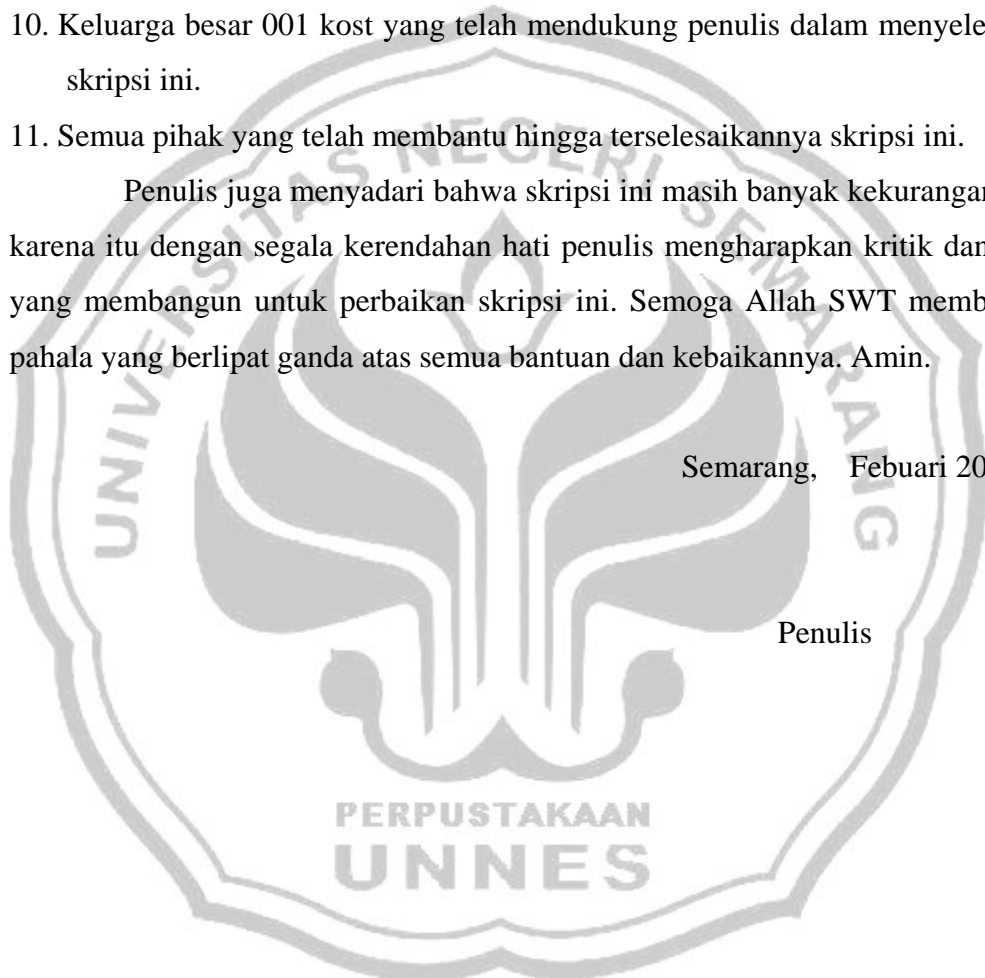 10. Keluarga besar 001 kost yang telah mendukung penulis dalam menyele
skripsi ini.
11. Semua pihak yang telah membantu hingga terselesaikannya skripsi ini.
Penulis juga menyadari bahwa skripsi ini masih banyak kekurangan
karena itu dengan segala kerendahan hati penulis mengharapkan kritik dan
yang membangun untuk perbaikan skripsi ini. Semoga Allah SWT memb
pahala yang berlipat ganda atas semua bantuan dan kebaikannya. Amin.
Semarang, Febuari 20
Penulis
UNIVERSITAS NEGERI SEMARANG
PERPUSTAKAAN
UNNES